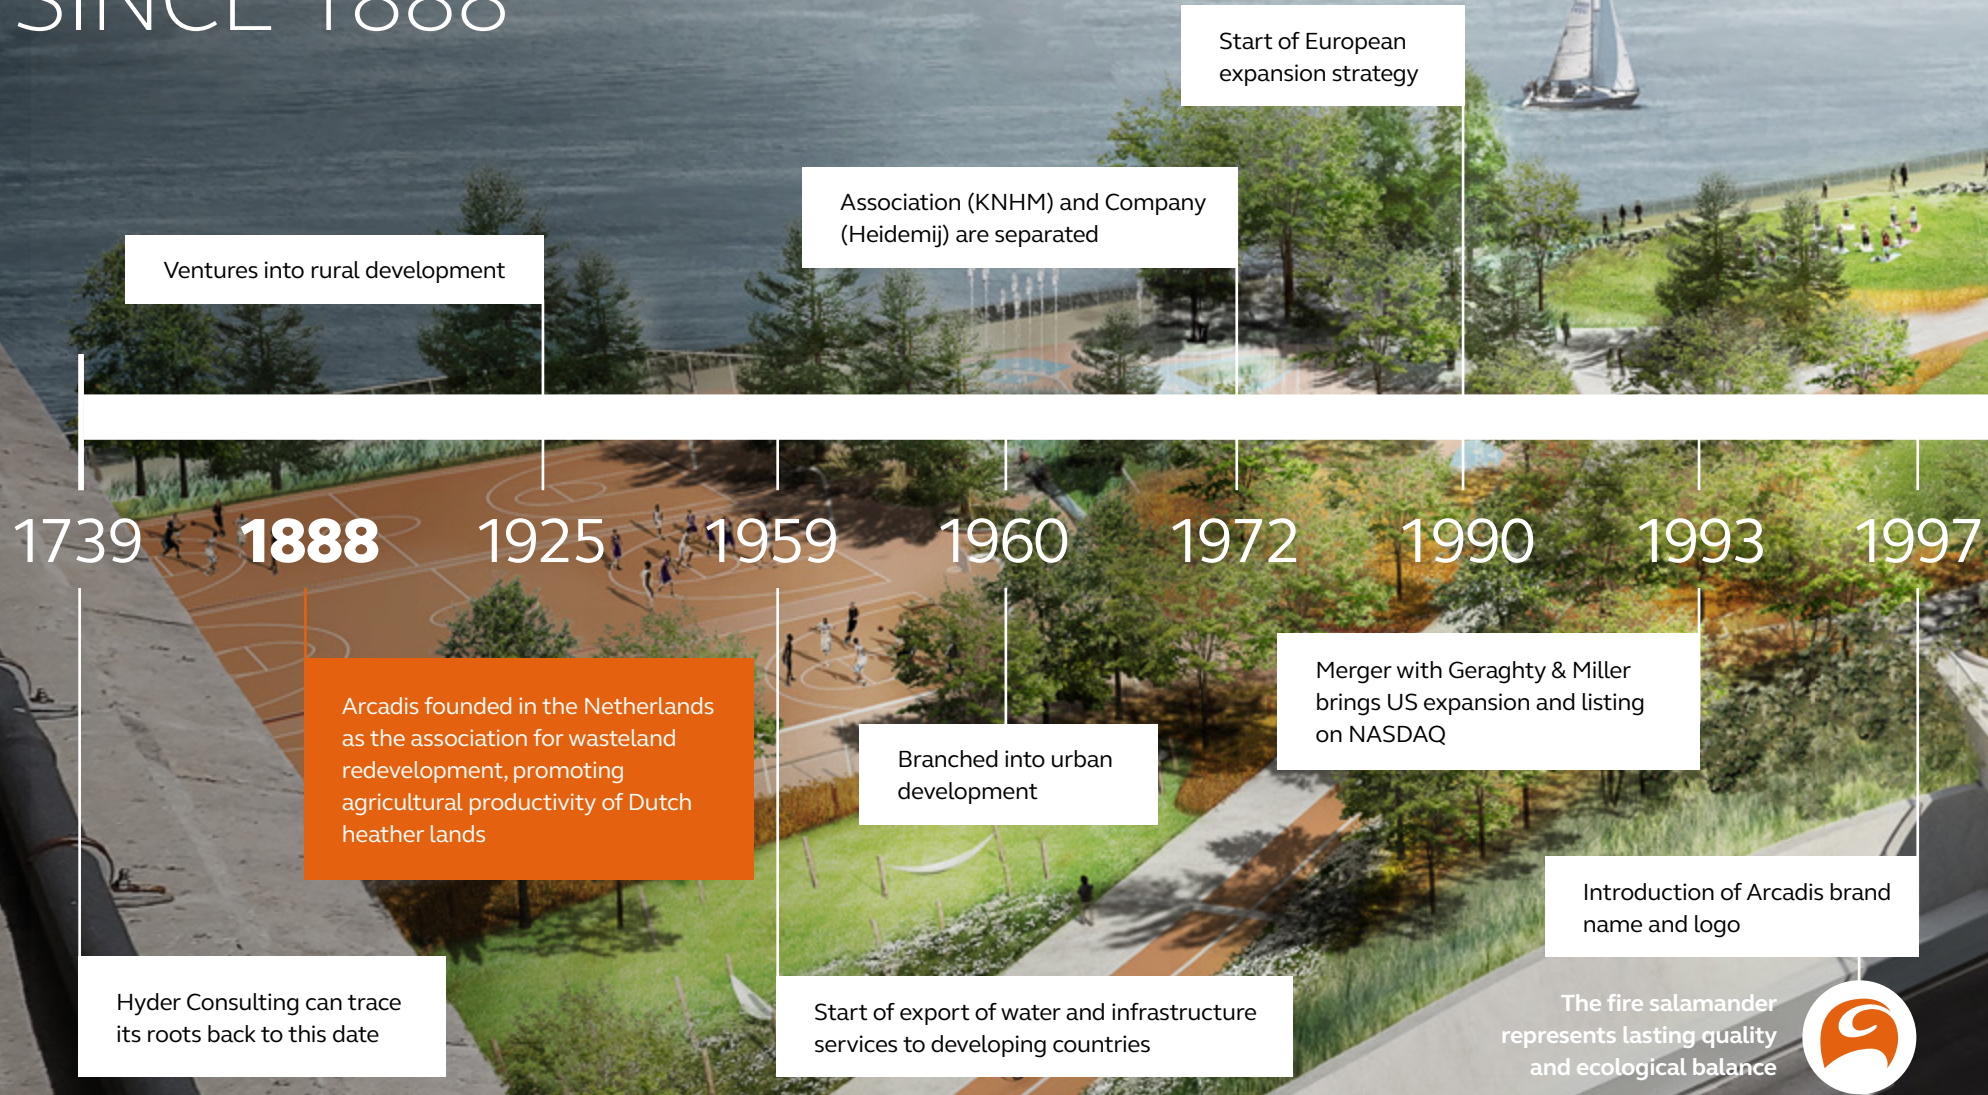 SINCE 1888
Start of European
expansion strategy
Association (KNHM) and Company
(Heidemij) are separated
Ventures into rural development
1739
1888
1925
1959
1960
1972
1990
1993
1997
Arcadis founded in the Netherlands
as the association for wasteland
redevelopment, promoting
agricultural productivity of Dutch
heather lands
Merger with Geraghty & Miller
brings US expansion and listing
on NASDAQ
Branched into urban
development
Introduction of Arcadis brand
name and logo
Hyder Consulting can trace
its roots back to this date
Start of export of water and infrastructure
services to developing countries
The fire salamander
represents lasting quality
and ecological balance